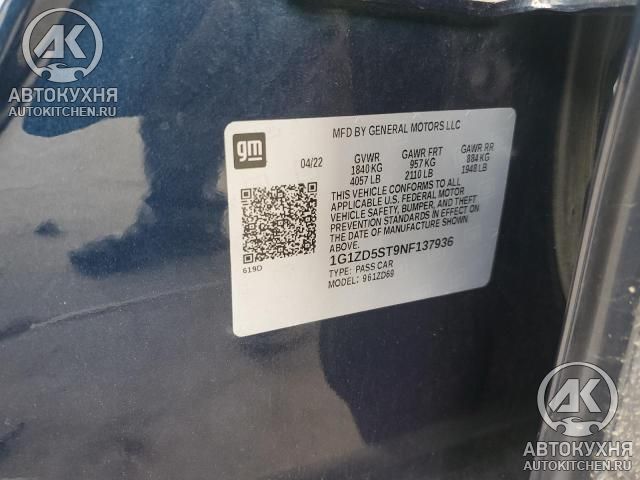 AK
АВТОКУХНЯ
AUTOKITCHEN.RU
MFD BY GENERAL MOTORS LLC
gm
04/22
GVWR
1840 KG
4057 LB
GAWR FRT
957 KG
2110 LB
GAWR RR
884 KG
1948 LB
THIS VEHICLE CONFORMS TO ALL
APPLICABLE U.S. FEDERAL MOTOR
VEHICLE SAFETY, BUMPER, AND THEFT
PREVENTION STANDARDS IN EFFECT ON
THE DATE OF MANUFACTURE SHOWN
ABOVE.
619D
1G1ZD5ST9NF137936
TYPE: PASS CAR
MODEL: 961ZD69
AK
АВТОКУХНЯ
AUTOKITCHEN.RU